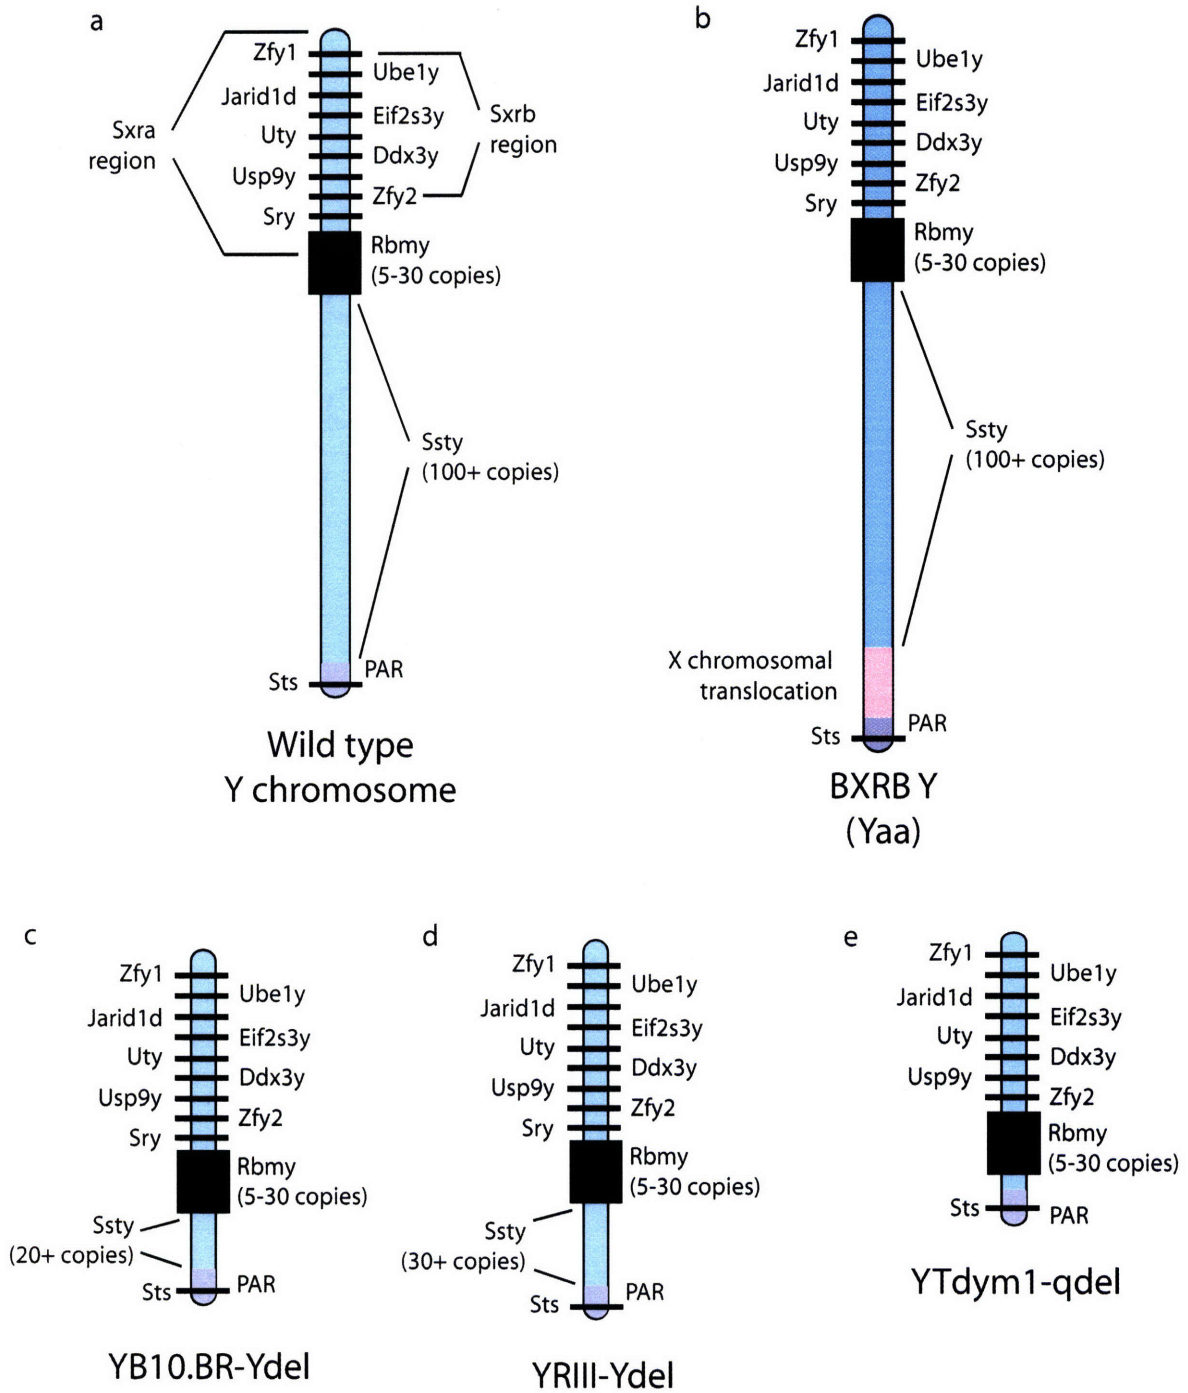 a
Zfy1
Ube1y
Jarid1d
Eif2s3y
Uty
Ddx3y
Usp9y
Zfy2
Sry
Rbmy
(5-30 copies)
Sxra
region
Sxrb
region
Ssty
(100+ copies)
PAR
Sts
Wild type
Y chromosome
b
Zfy1
Ube1y
Jarid1d
Eif2s3y
Uty
Ddx3y
Usp9y
Zfy2
Sry
Rbmy
(5-30 copies)
Ssty
(100+ copies)
X chromosomal
translocation
PAR
Sts
BXRB Y
(Yaa)
c
Zfy1
Ube1y
Jarid1d
Eif2s3y
Uty
Ddx3y
Usp9y
Zfy2
Sry
Rbmy
(5-30 copies)
Ssty
(20+ copies)
PAR
Sts
YB10.BR-Ydel
d
Zfy1
Ube1y
Jarid1d
Eif2s3y
Uty
Ddx3y
Usp9y
Zfy2
Sry
Rbmy
(5-30 copies)
Ssty
(30+ copies)
PAR
Sts
YRIII-Ydel
e
Zfy1
Ube1y
Jarid1d
Eif2s3y
Uty
Ddx3y
Usp9y
Zfy2
Rbmy
(5-30 copies)
Sts
PAR
YTdym1-qdel